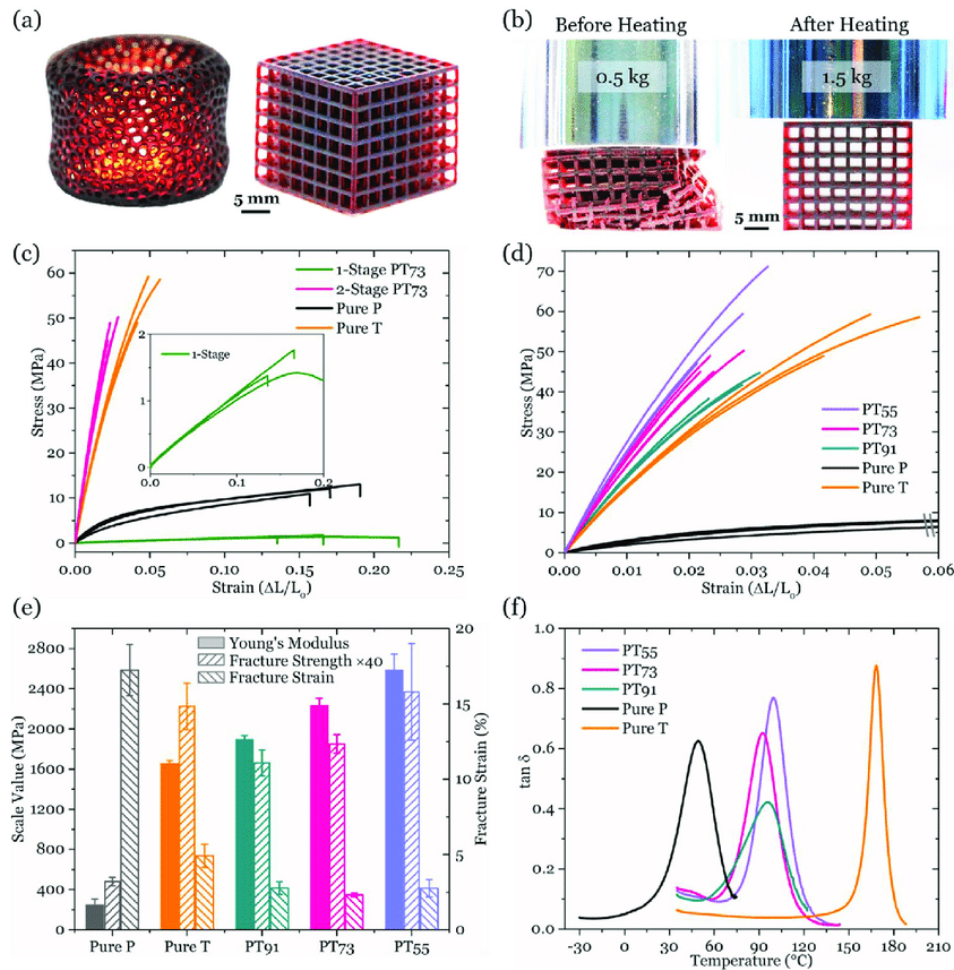 (a)
5 mm
(b)
Before Heating
After Heating
0.5 kg
1.5 kg
5 mm
(c)
Stress (MPa)
60
50
40
30
20
10
0
0.00 0.05 0.10 0.15 0.20 0.25
Strain (ΔL/L₀)
1-Stage PT73
2-Stage PT73
Pure P
Pure T
1-Stage
2
1
0
0.0 0.1 0.2
(d)
Stress (MPa)
70
60
50
40
30
20
10
0
0.00 0.01 0.02 0.03 0.04 0.05 0.06
Strain (ΔL/L₀)
PT55
PT73
PT91
Pure P
Pure T
(e)
Scale Value (MPa)
2800
2400
2000
1600
1200
800
400
0
Young's Modulus
Fracture Strength ×40
Fracture Strain
20
15
10
5
0
Fracture Strain (%)
Pure P Pure T PT91 PT73 PT55
(f)
tan δ
1.0
0.8
0.6
0.4
0.2
0.0
PT55
PT73
PT91
Pure P
Pure T
-30 0 30 60 90 120 150 180 210
Temperature (°C)